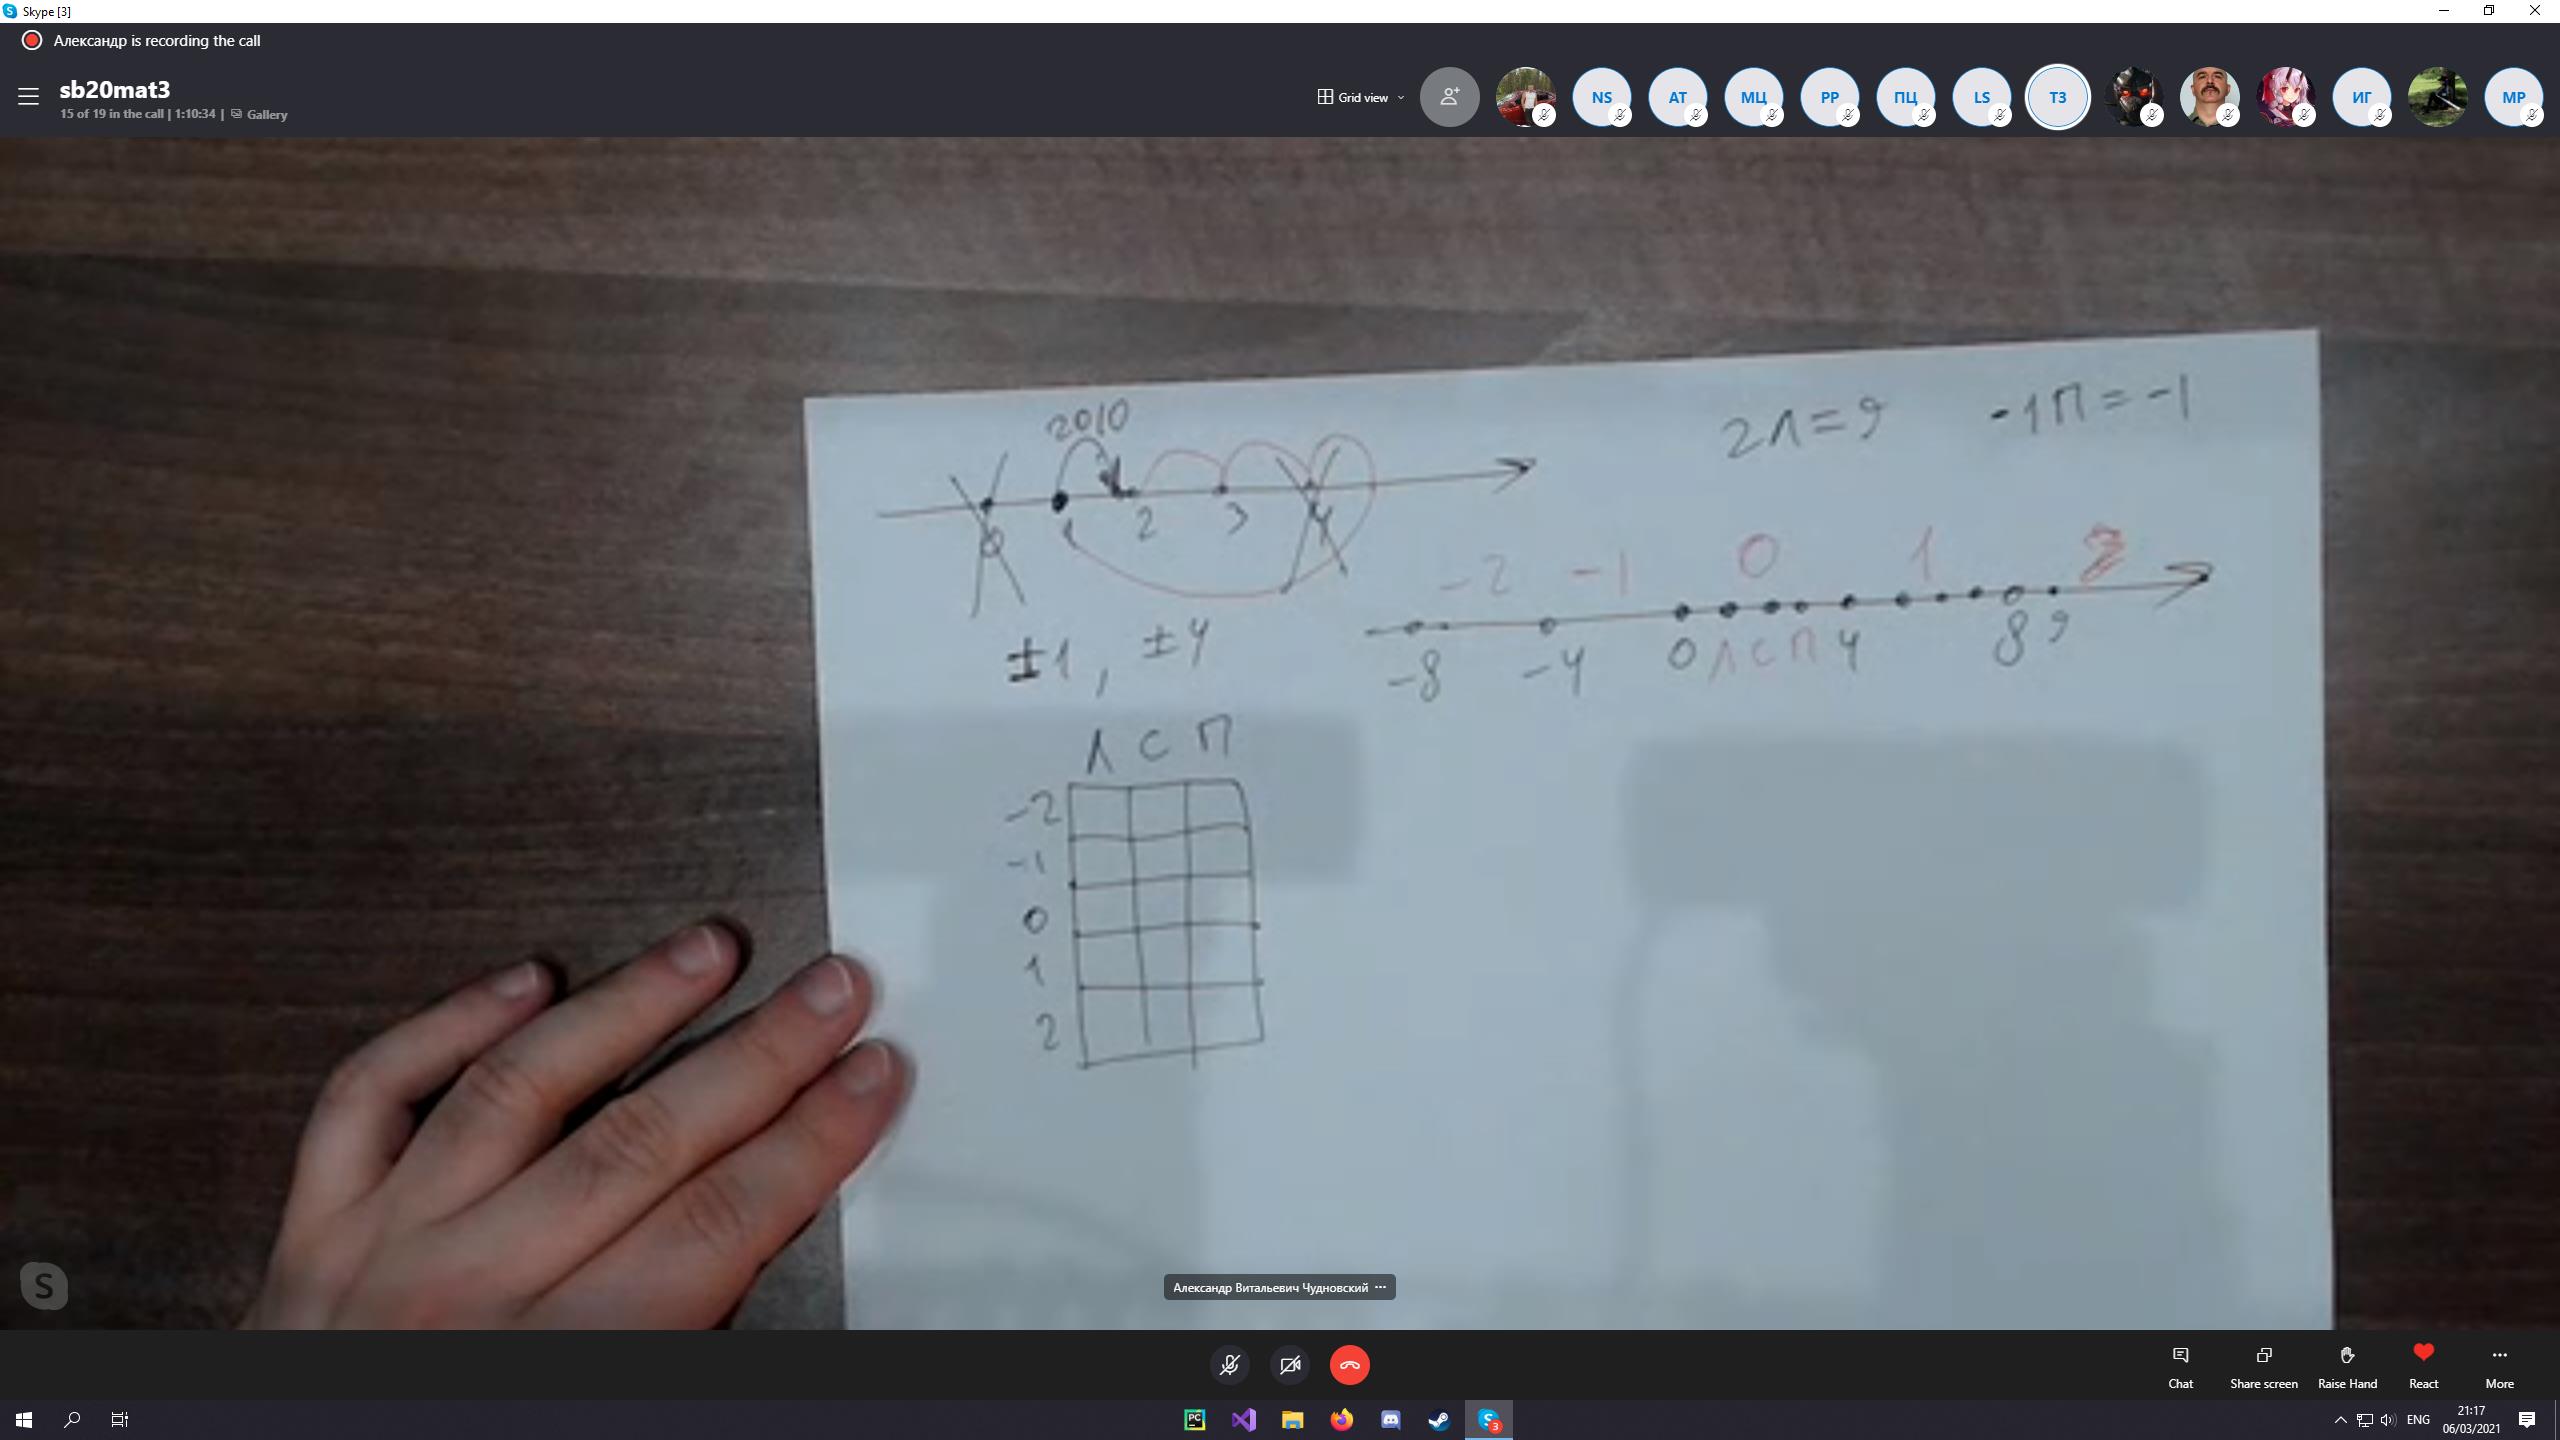 Skype [3]
Александр is recording the call
sb20mat3
15 of 19 in the call | 1:10:34 | Gallery
Grid view
NS
AT
МЦ
PP
ПЦ
LS
ТЗ
ИГ
MP
2010
2Л=9
-1П=-1
0 1 2 3 4
-2 -1 0 1 2
-8 -4 0 Л С П 4 8 9
±1, ±4
Л С П
-2
-1
0
1
2
Александр Витальевич Чудновский
Chat
Share screen
Raise Hand
React
More
PC
3
ENG
21:17
06/03/2021